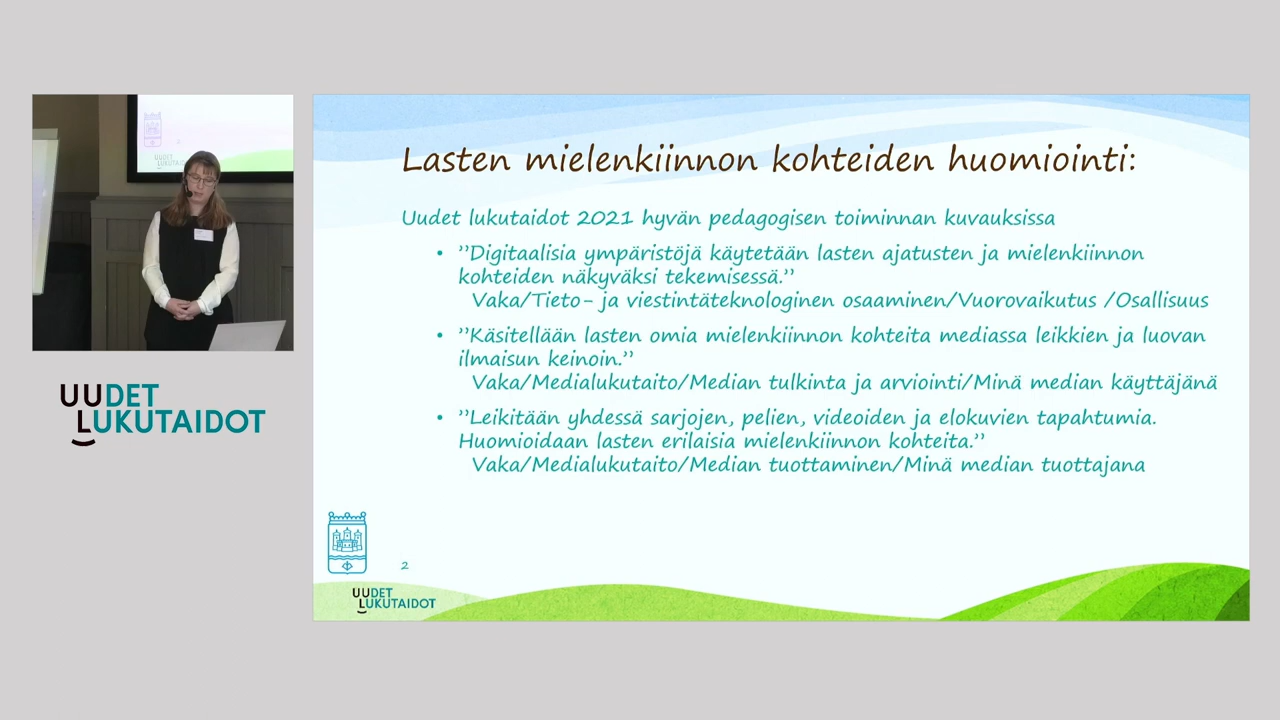 UUDET
LUKUTAIDOT
UUDET
LUKUTAIDOT
Lasten mielenkiinnon kohteiden huomiointi:
Uudet lukutaidot 2021 hyvän pedagogisen toiminnan kuvauksissa
• ”Digitaalisia ympäristöjä käytetään lasten ajatusten ja mielenkiinnon
kohteiden näkyväksi tekemisessä.”
Vaka/Tieto- ja viestintäteknologinen osaaminen/Vuorovaikutus /Osallisuus
• ”Käsitellään lasten omia mielenkiinnon kohteita mediassa leikkien ja luovan
ilmaisun keinoin.”
Vaka/Medialukutaito/Median tulkinta ja arviointi/Minä median käyttäjänä
• ”Leikitään yhdessä sarjojen, pelien, videoiden ja elokuvien tapahtumia.
Huomioidaan lasten erilaisia mielenkiinnon kohteita.”
Vaka/Medialukutaito/Median tuottaminen/Minä median tuottajana
2
UUDET
LUKUTAIDOT